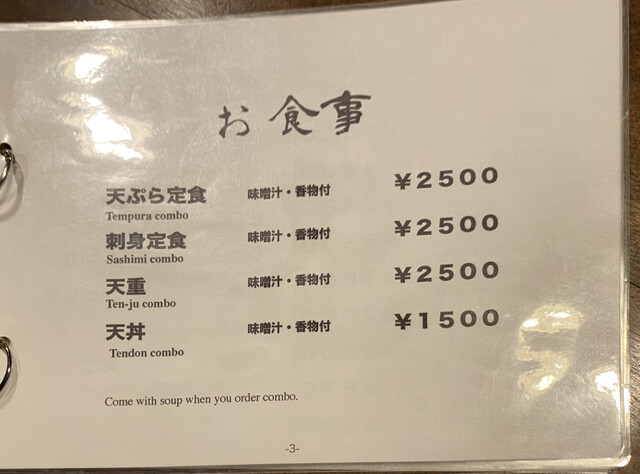 お食事
天ぷら定食 味噌汁・香物付 ¥2500
Tempura combo
刺身定食 味噌汁・香物付 ¥2500
Sashimi combo
天重 味噌汁・香物付 ¥2500
Ten-ju combo
天丼 味噌汁・香物付 ¥1500
Tendon combo
Come with soup when you order combo.
-3-